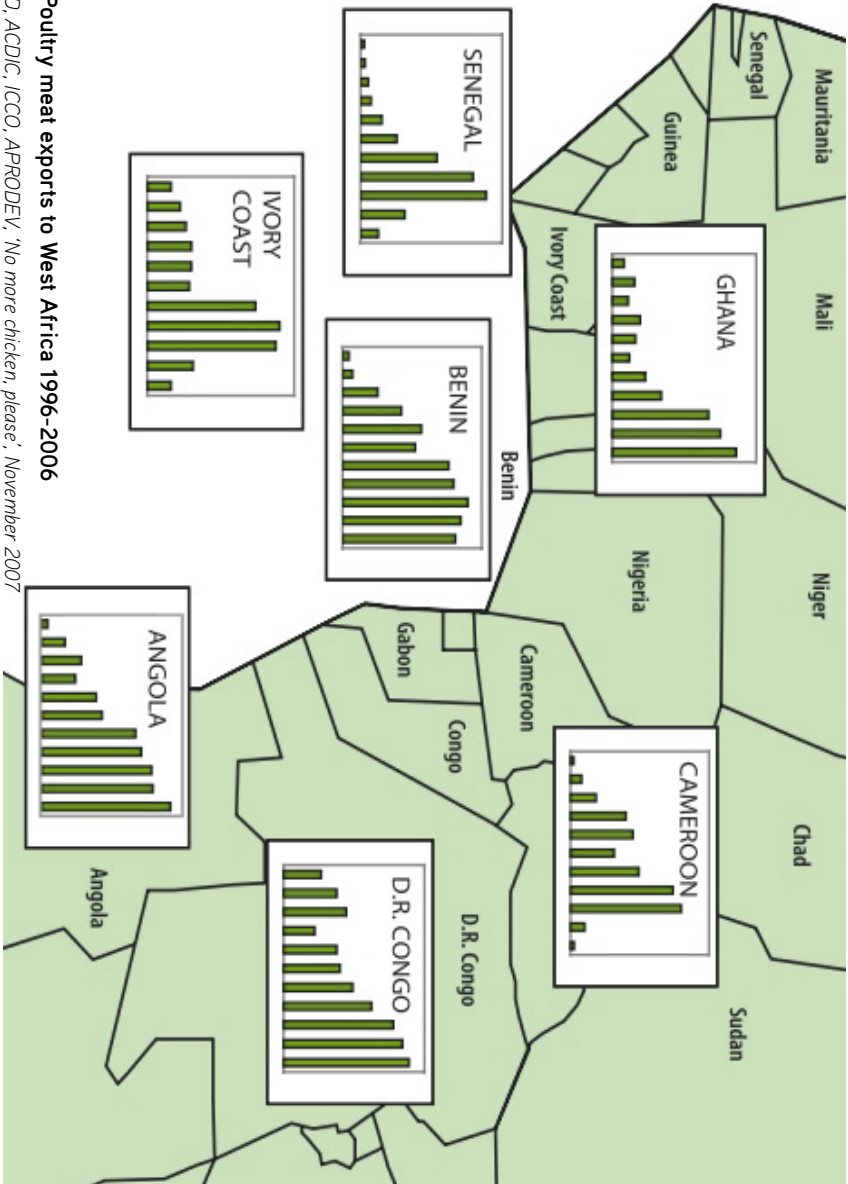 Mauritania
Mali
Niger
Chad
Sudan
Senegal
Guinea
GHANA
Nigeria
CAMEROON
Ivory Coast
Benin
Cameroon
D.R. Congo
SENEGAL
BENIN
Gabon
Congo
D.R. CONGO
IVORY
COAST
ANGOLA
Angola
Poultry meat exports to West Africa 1996-2006
ACDIC, ICCO, APRODEV, 'No more chicken, please', November 2007